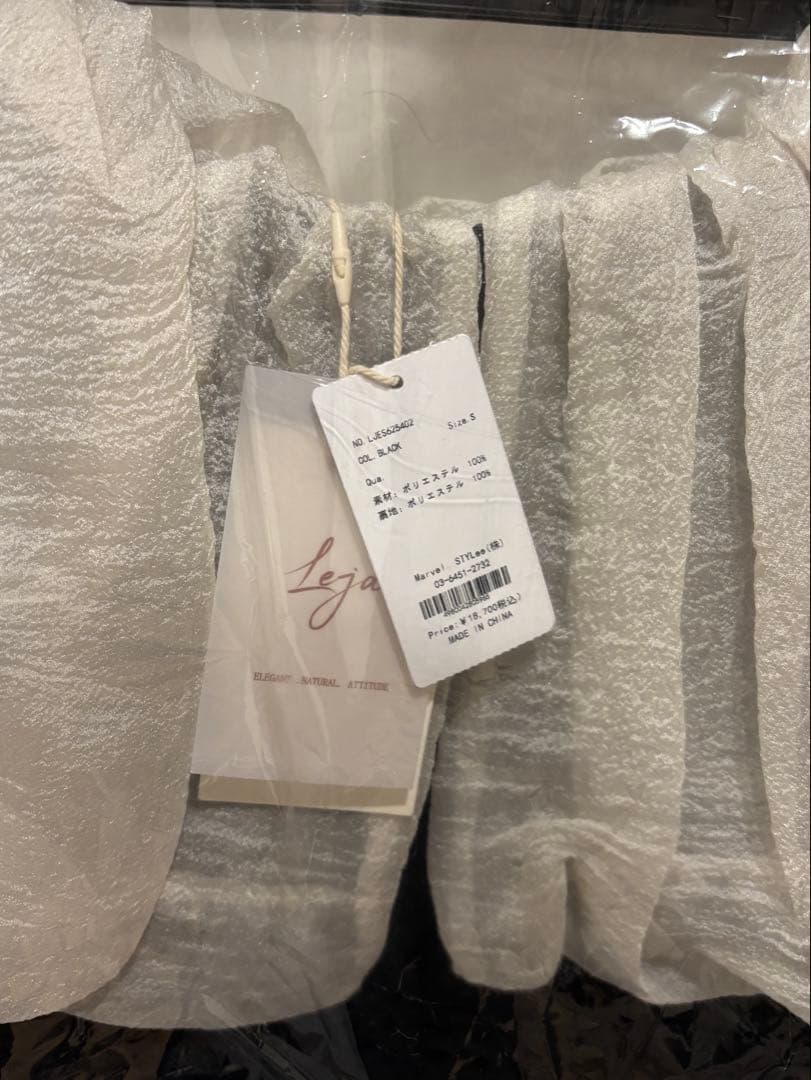 NO. LJES625402 Size. S
COL. BLACK
Qua.
素材: ポリエステル 100%
裏地: ポリエステル 100%
Marvel STYLee(株)
03-6451-2732
Price:￥18,700(税込)
MADE IN CHINA
Leja
ELEGANT . NATURAL. ATTITUDE